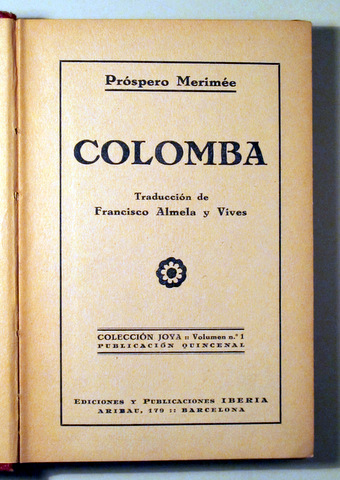 Próspero Merimée
COLOMBA
Traducción de
Francisco Almela y Vives
COLECCIÓN JOYA :: Volumen n.º 1
PUBLICACIÓN QUINCENAL
EDICIONES Y PUBLICACIONES IBERIA
ARIBAU, 179 :: BARCELONA